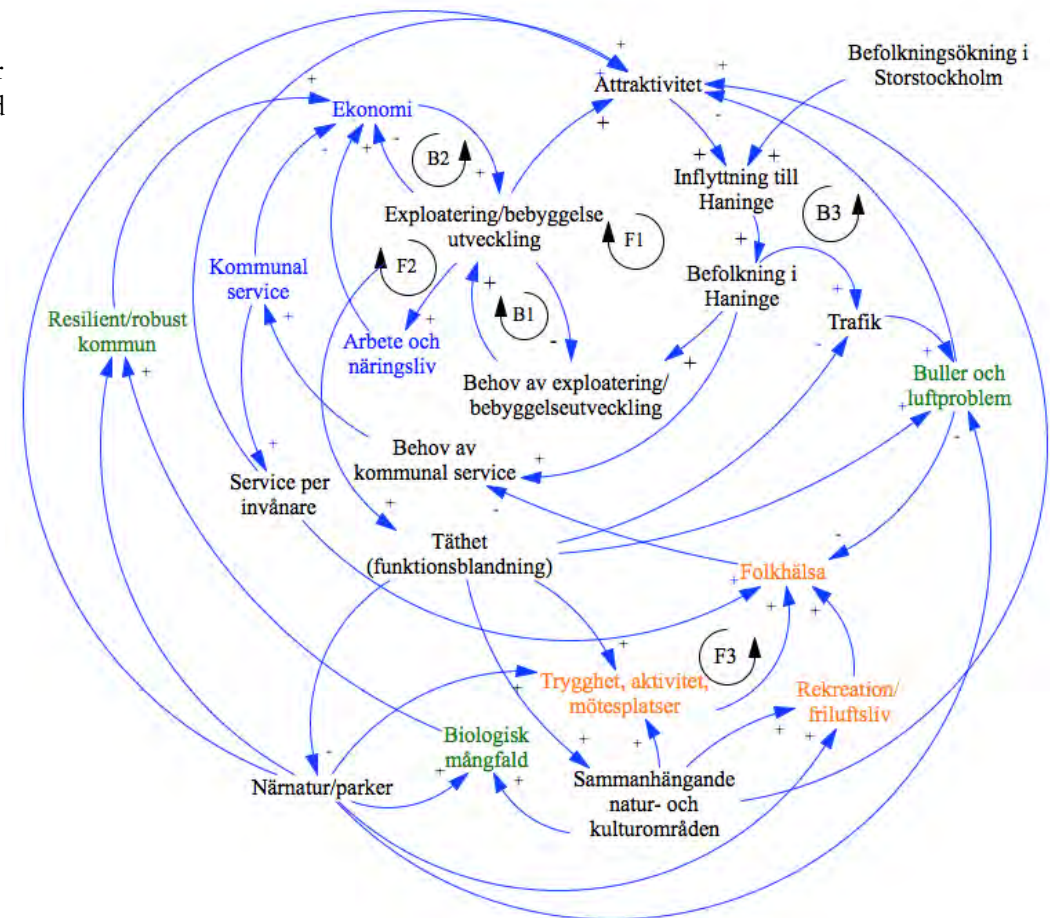 r
d
Befolkningsökning i
Storstockholm
Attraktivitet
Ekonomi
B2
Inflyttning till
Haninge
B3
Exploatering/bebyggelse
utveckling
F1
F2
Kommunal
service
Befolkning i
Haninge
Resilient/robust
kommun
B1
Trafik
Arbete och
näringsliv
Behov av exploatering/
bebyggelseutveckling
Buller och
luftproblem
Behov av
kommunal service
Service per
invånare
Täthet
(funktionsblandning)
Folkhälsa
F3
Trygghet, aktivitet,
mötesplatser
Rekreation/
friluftsliv
Biologisk
mångfald
Närnatur/parker
Sammanhängande
natur- och
kulturområden